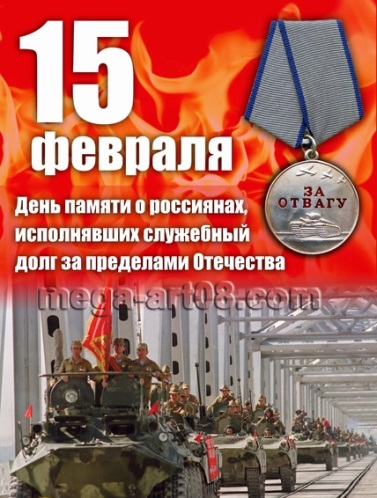 15
февраля
День памяти о россиянах,
исполнявших служебный
долг за пределами Отечества
ЗА
ОТВАГУ
mega-art08.com